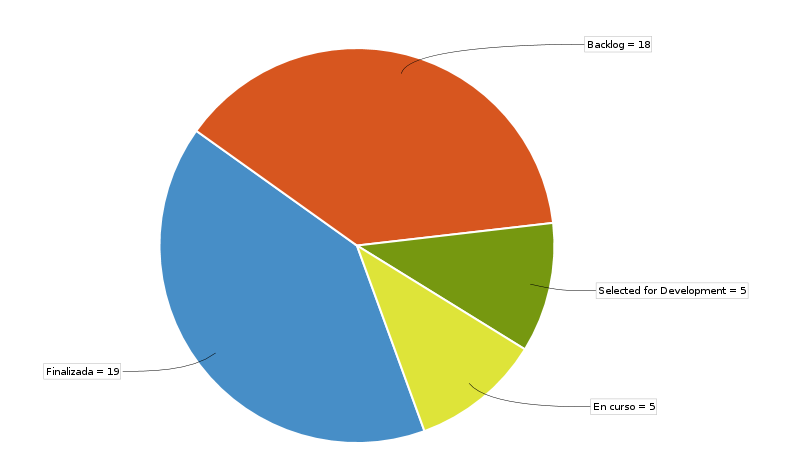 Backlog = 18
Selected for Development = 5
En curso = 5
Finalizada = 19